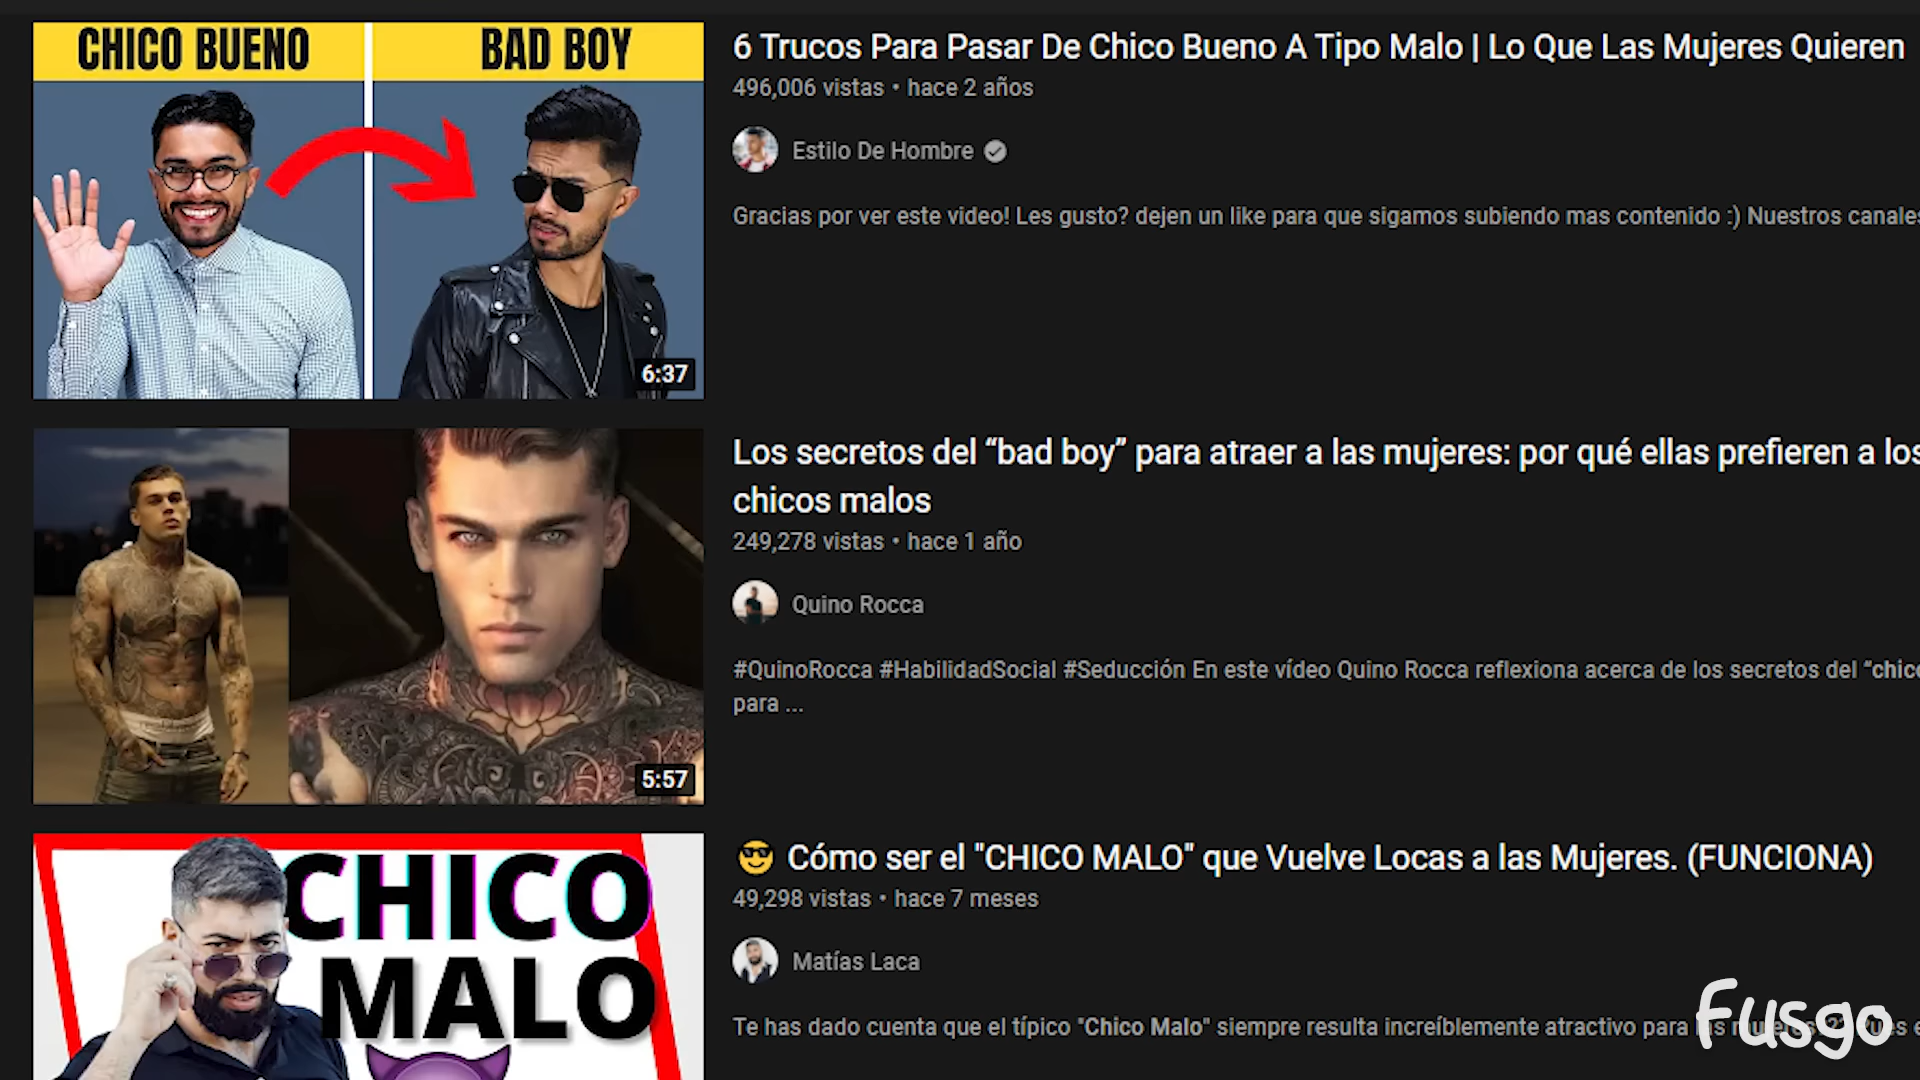 CHICO BUENO
BAD BOY
6:37
6 Trucos Para Pasar De Chico Bueno A Tipo Malo | Lo Que Las Mujeres Quieren
496,006 vistas • hace 2 años
Estilo De Hombre
Gracias por ver este video! Les gusto? dejen un like para que sigamos subiendo mas contenido :) Nuestros canales
5:57
Los secretos del “bad boy” para atraer a las mujeres: por qué ellas prefieren a los
chicos malos
249,278 vistas • hace 1 año
Quino Rocca
#QuinoRocca #HabilidadSocial #Seducción En este vídeo Quino Rocca reflexiona acerca de los secretos del “chico
para ...
CHICO
MALO
😎 Cómo ser el "CHICO MALO" que Vuelve Locas a las Mujeres. (FUNCIONA)
49,298 vistas • hace 7 meses
Matías Laca
Te has dado cuenta que el típico "Chico Malo" siempre resulta increíblemente atractivo para
Fusgo